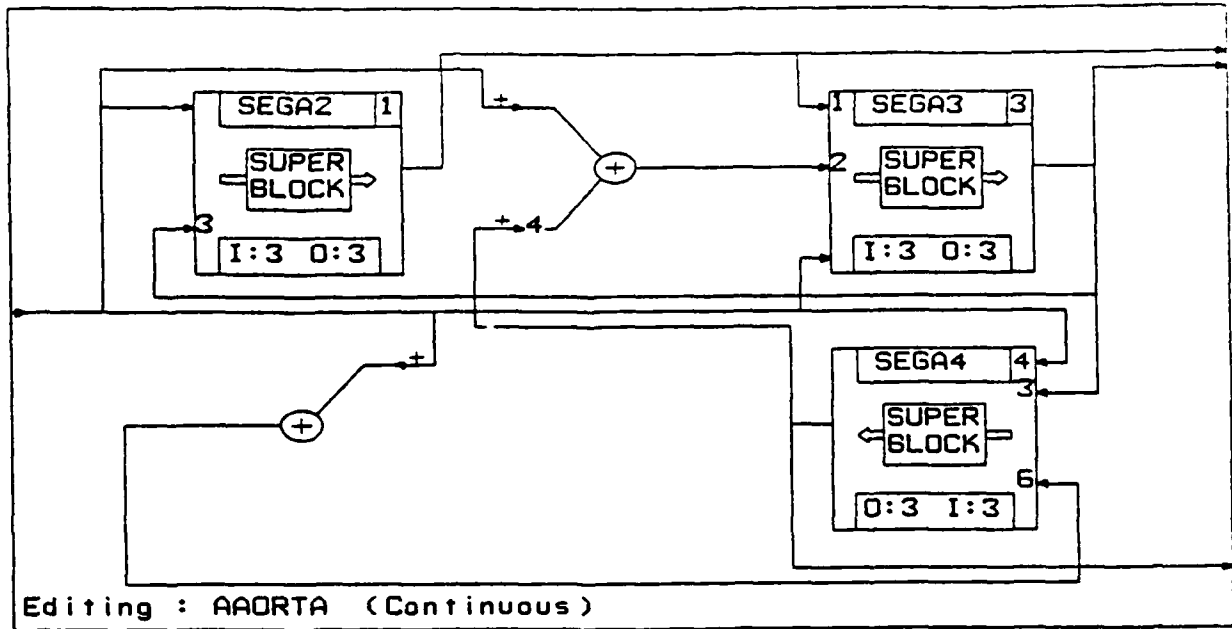 SEGA2 1
SUPER
BLOCK
3
I:3 O:3
+
+
+ 4
1 SEGA3 3
2
SUPER
BLOCK
I:3 O:3
+
+
SEGA4 4
3
SUPER
BLOCK
6
O:3 I:3
Editing : AAORTA (Continuous)